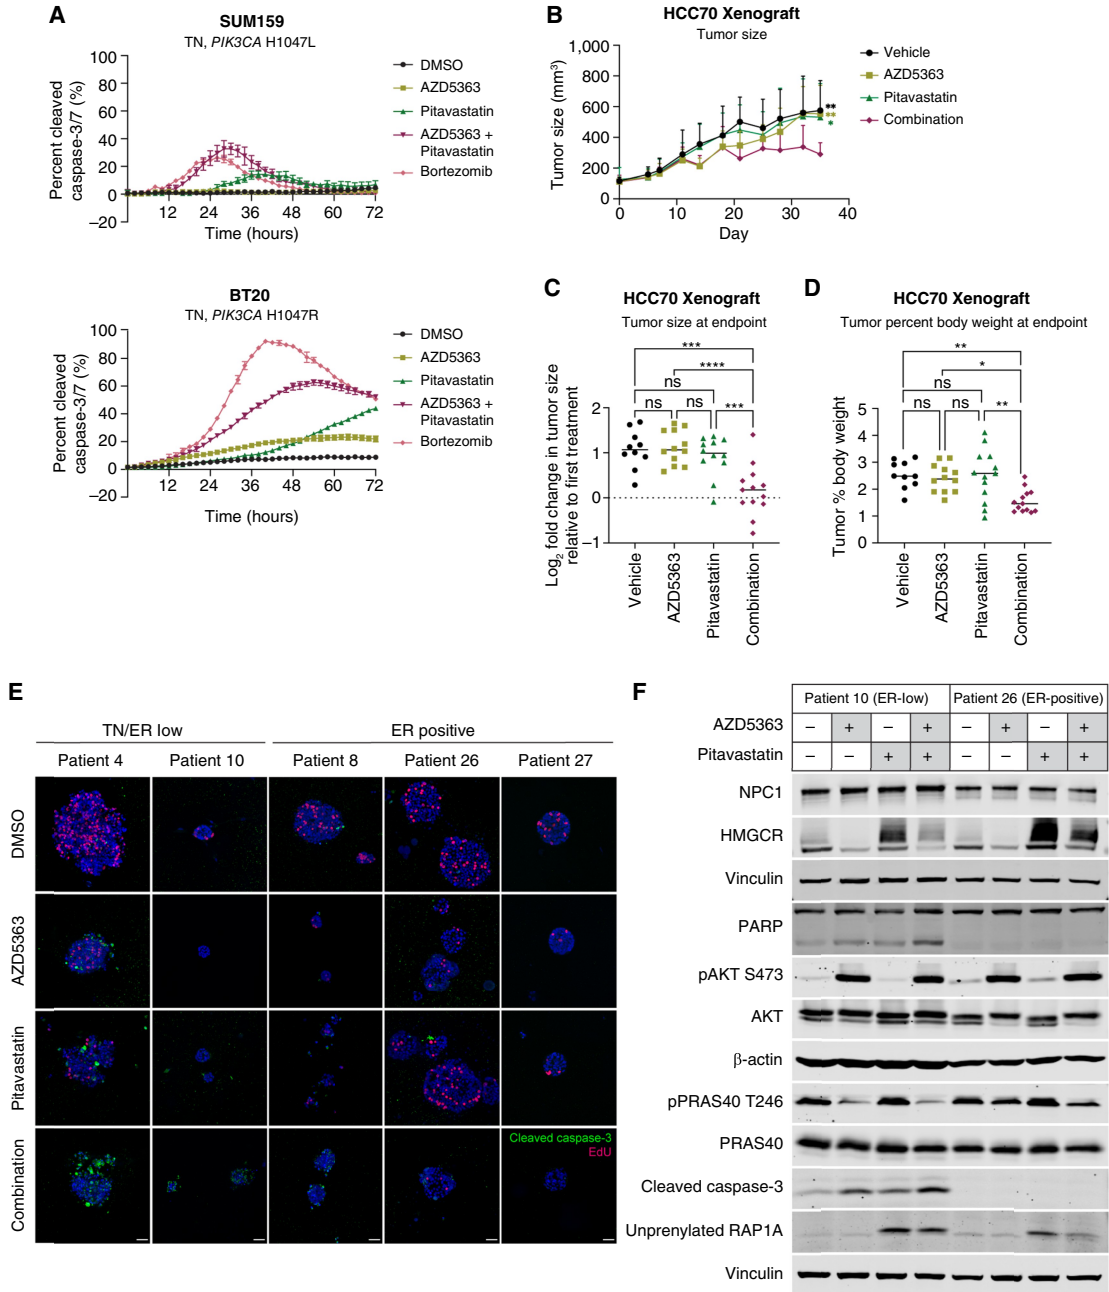 A
SUM159
TN, PIK3CA H1047L
Percent cleaved
caspase-3/7 (%)
100
80
60
40
20
0
–20
12 24 36 48 60 72
Time (hours)
DMSO
AZD5363
Pitavastatin
AZD5363 +
Pitavastatin
Bortezomib
BT20
TN, PIK3CA H1047R
Percent cleaved
caspase-3/7 (%)
100
80
60
40
20
0
–20
12 24 36 48 60 72
Time (hours)
DMSO
AZD5363
Pitavastatin
AZD5363 +
Pitavastatin
Bortezomib
B
HCC70 Xenograft
Tumor size
Tumor size (mm³)
1,000
800
600
400
200
0
0 10 20 30 40
Day
**
**
*
Vehicle
AZD5363
Pitavastatin
Combination
C
HCC70 Xenograft
Tumor size at endpoint
***
****
ns
ns ns ***
Log₂ fold change in tumor size
relative to first treatment
2
1
0
–1
Vehicle
AZD5363
Pitavastatin
Combination
D
HCC70 Xenograft
Tumor percent body weight at endpoint
**
*
ns
ns ns **
Tumor % body weight
5
4
3
2
1
0
Vehicle
AZD5363
Pitavastatin
Combination
E
TN/ER low ER positive
Patient 4 Patient 10 Patient 8 Patient 26 Patient 27
DMSO
AZD5363
Pitavastatin
Combination
Cleaved caspase-3
EdU
F
Patient 10 (ER-low) Patient 26 (ER-positive)
AZD5363 – + – + – + – +
Pitavastatin – – + + – – + +
NPC1
HMGCR
Vinculin
PARP
pAKT S473
AKT
β-actin
pPRAS40 T246
PRAS40
Cleaved caspase-3
Unprenylated RAP1A
Vinculin